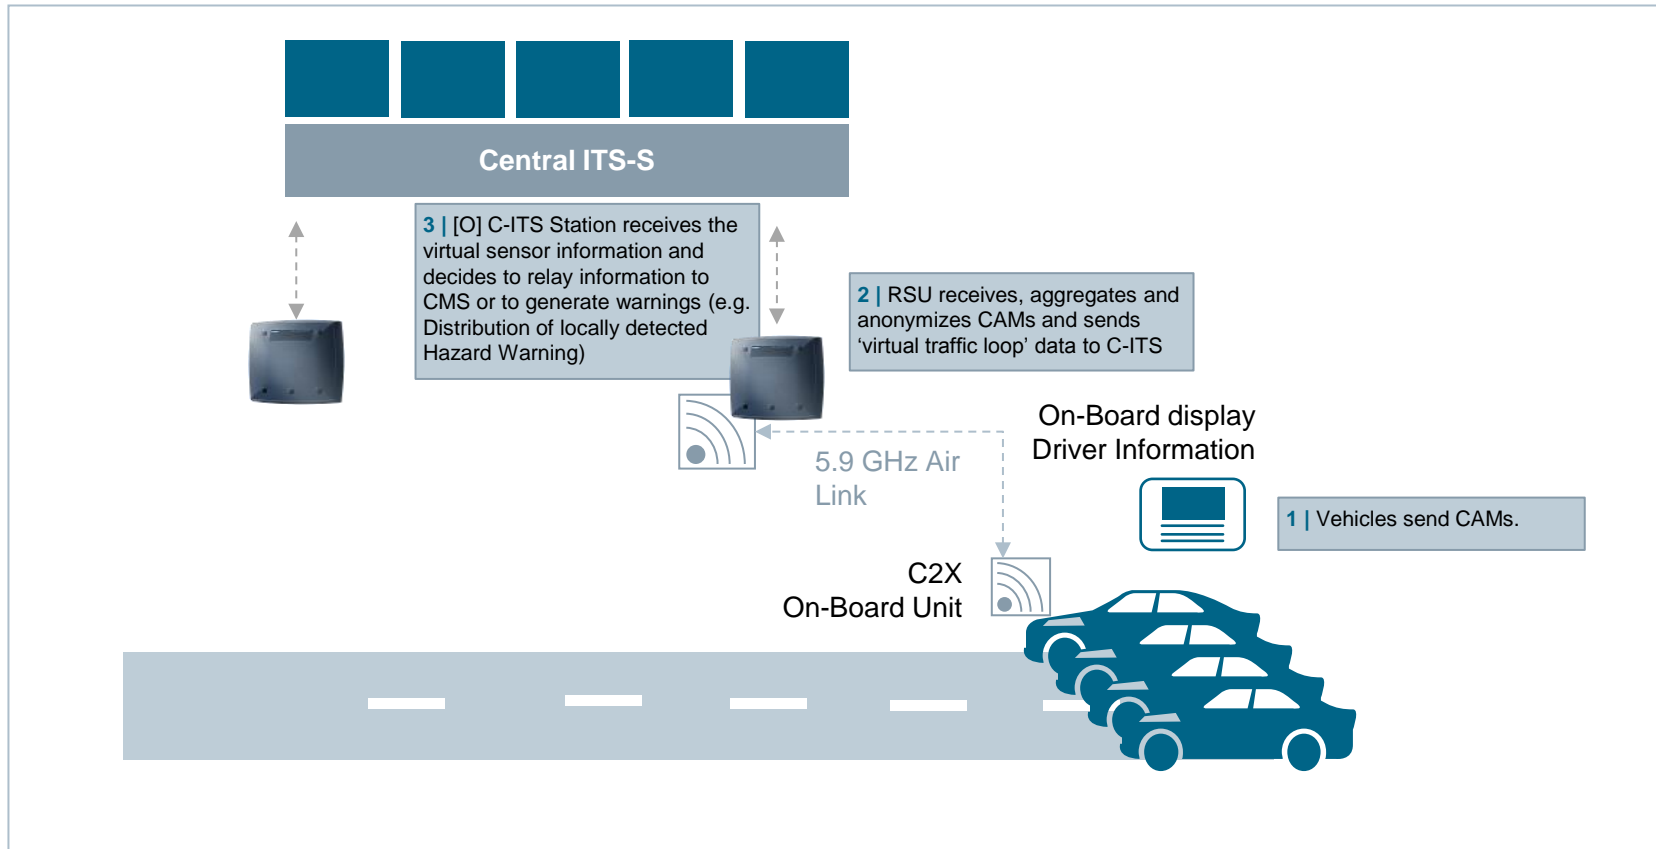 Central ITS-S
3 | [O] C-ITS Station receives the
virtual sensor information and
decides to relay information to
CMS or to generate warnings (e.g.
Distribution of locally detected
Hazard Warning)
2 | RSU receives, aggregates and
anonymizes CAMs and sends
‘virtual traffic loop’ data to C-ITS
On-Board display
Driver Information
5.9 GHz Air
Link
1 | Vehicles send CAMs.
C2X
On-Board Unit